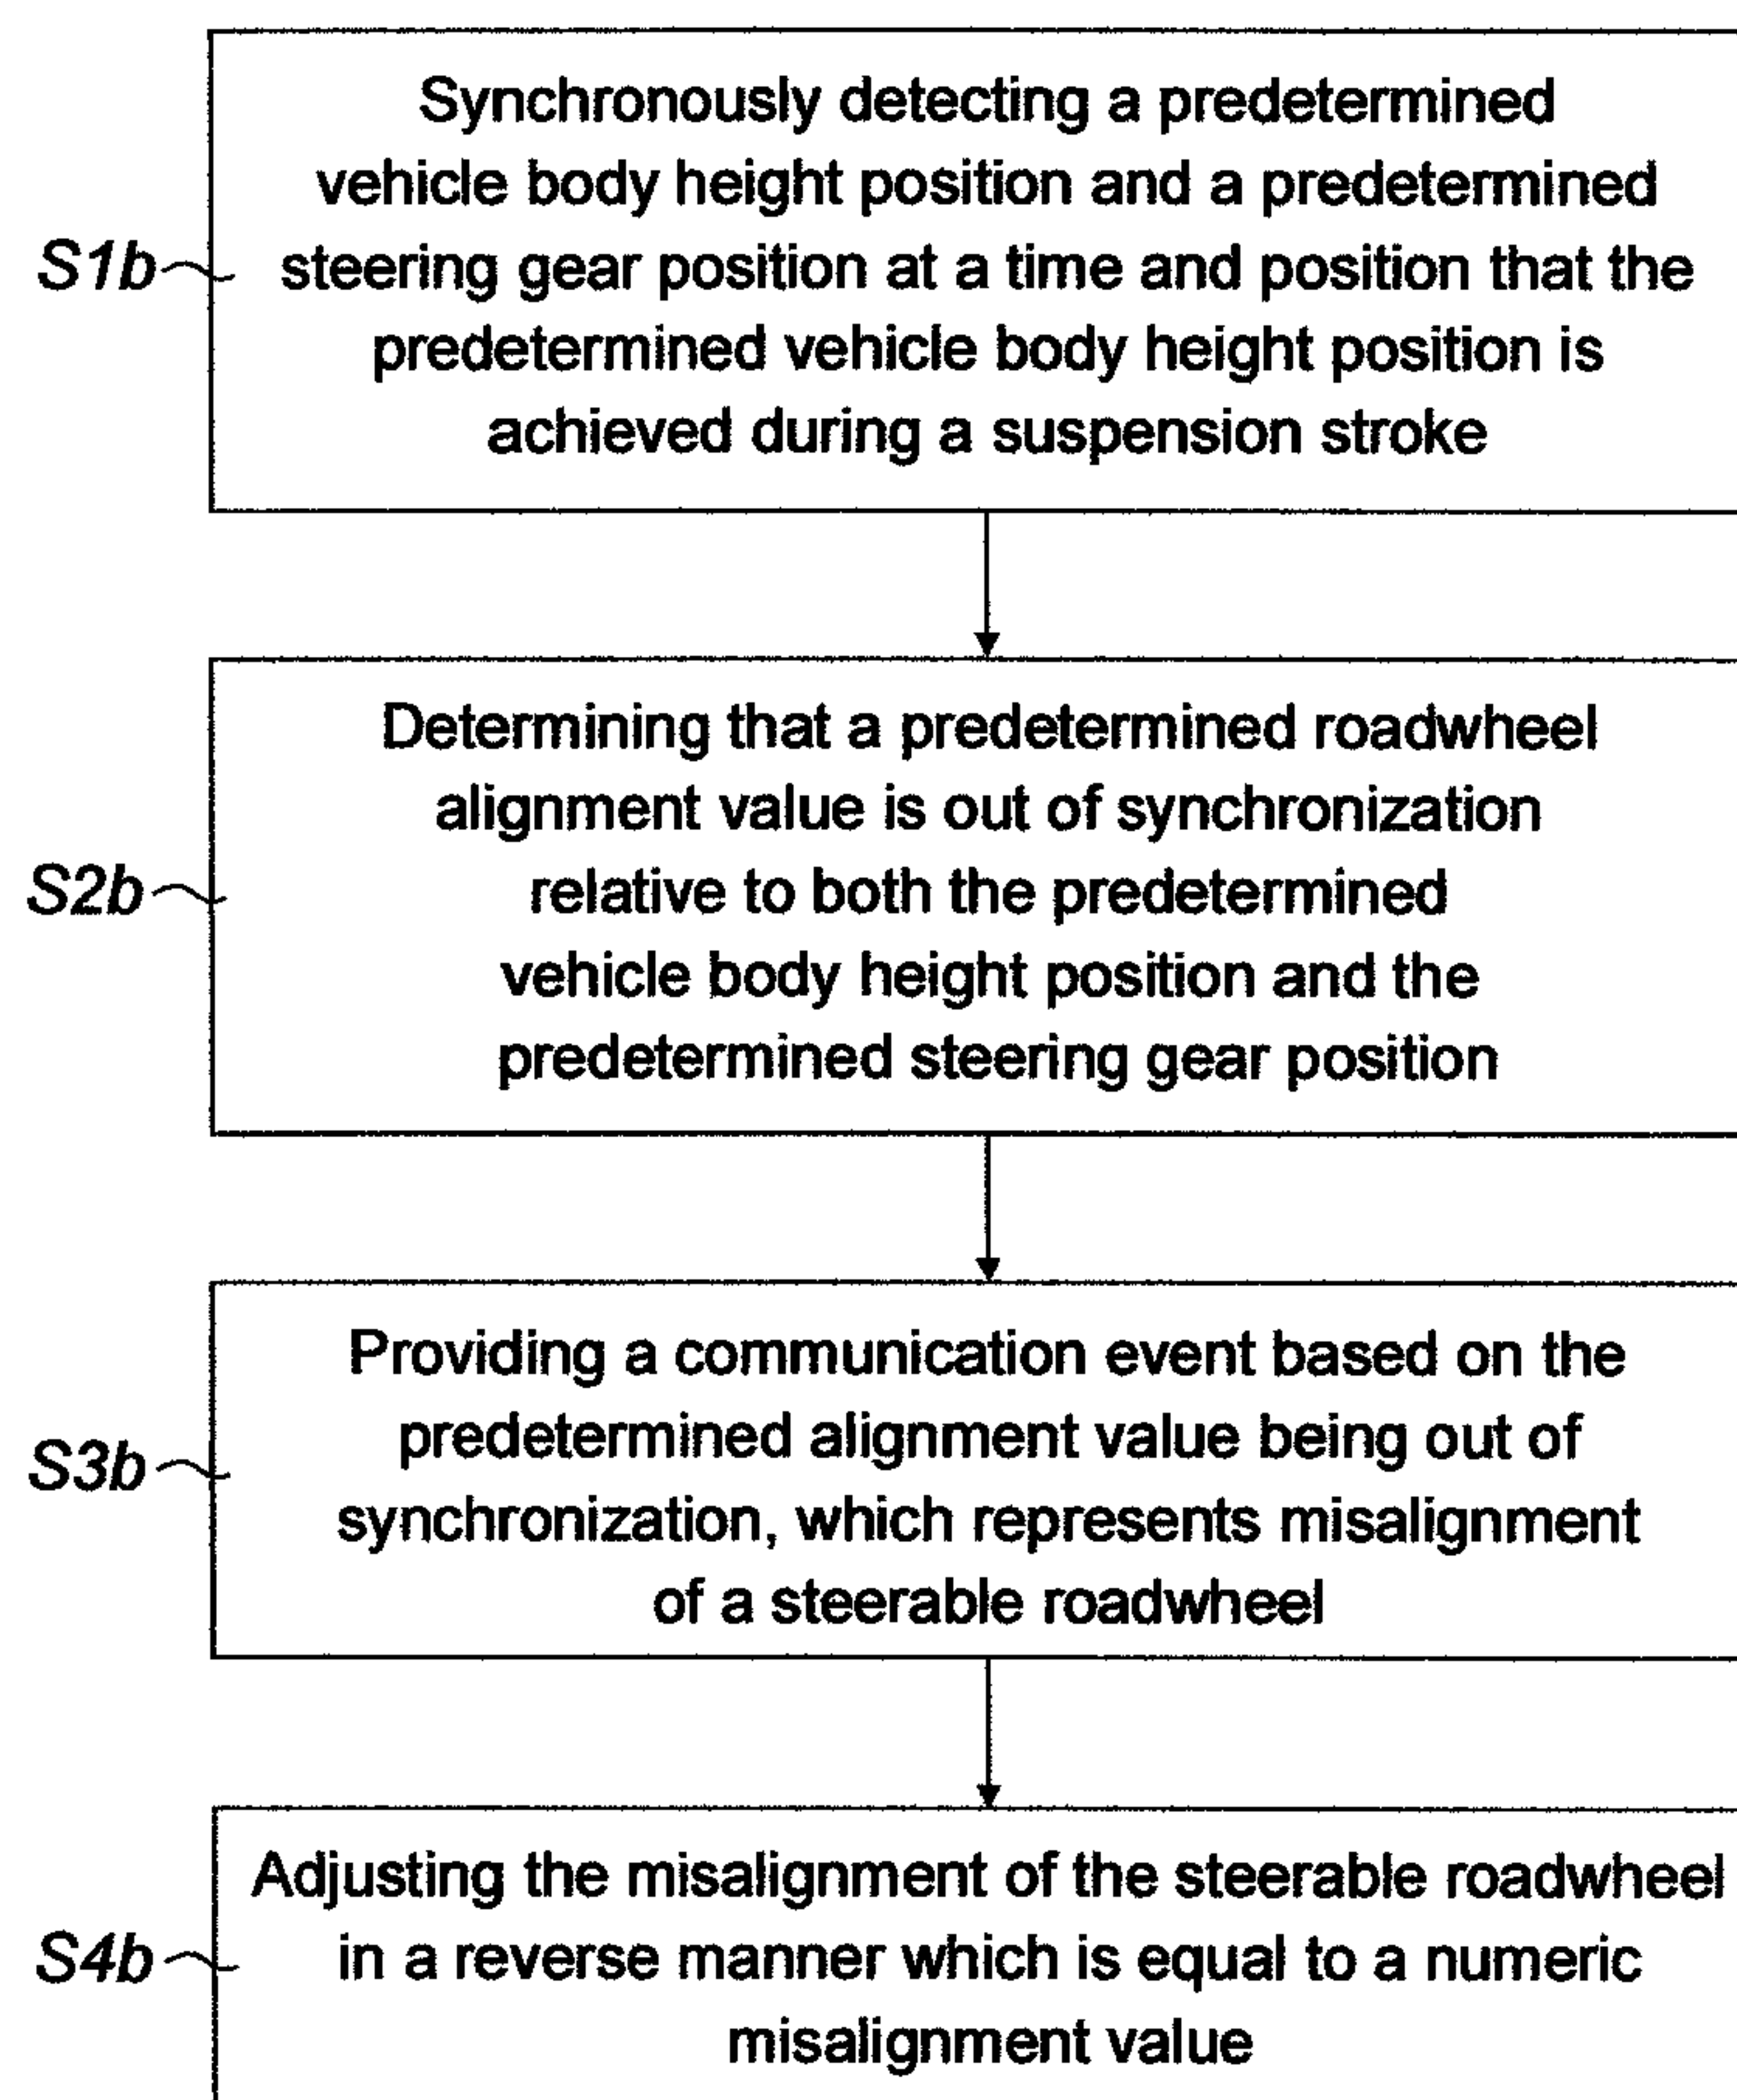 Synchronously detecting a predetermined
vehicle body height position and a predetermined
S1b steering gear position at a time and position that the
predetermined vehicle body height position is
achieved during a suspension stroke
Determining that a predetermined roadwheel
alignment value is out of synchronization
S2b relative to both the predetermined
vehicle body height position and the
predetermined steering gear position
Providing a communication event based on the
predetermined alignment value being out of
S3b synchronization, which represents misalignment
of a steerable roadwheel
Adjusting the misalignment of the steerable roadwheel
S4b in a reverse manner which is equal to a numeric
misalignment value